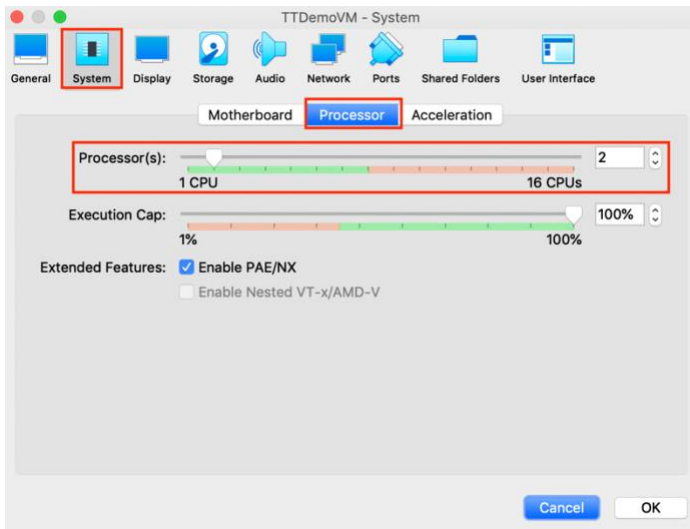 TTDemoVM - System
General System Display Storage Audio Network Ports Shared Folders User Interface
Motherboard Processor Acceleration
Processor(s): 2
1 CPU 16 CPUs
Execution Cap: 100%
1% 100%
Extended Features: Enable PAE/NX
Enable Nested VT-x/AMD-V
Cancel OK